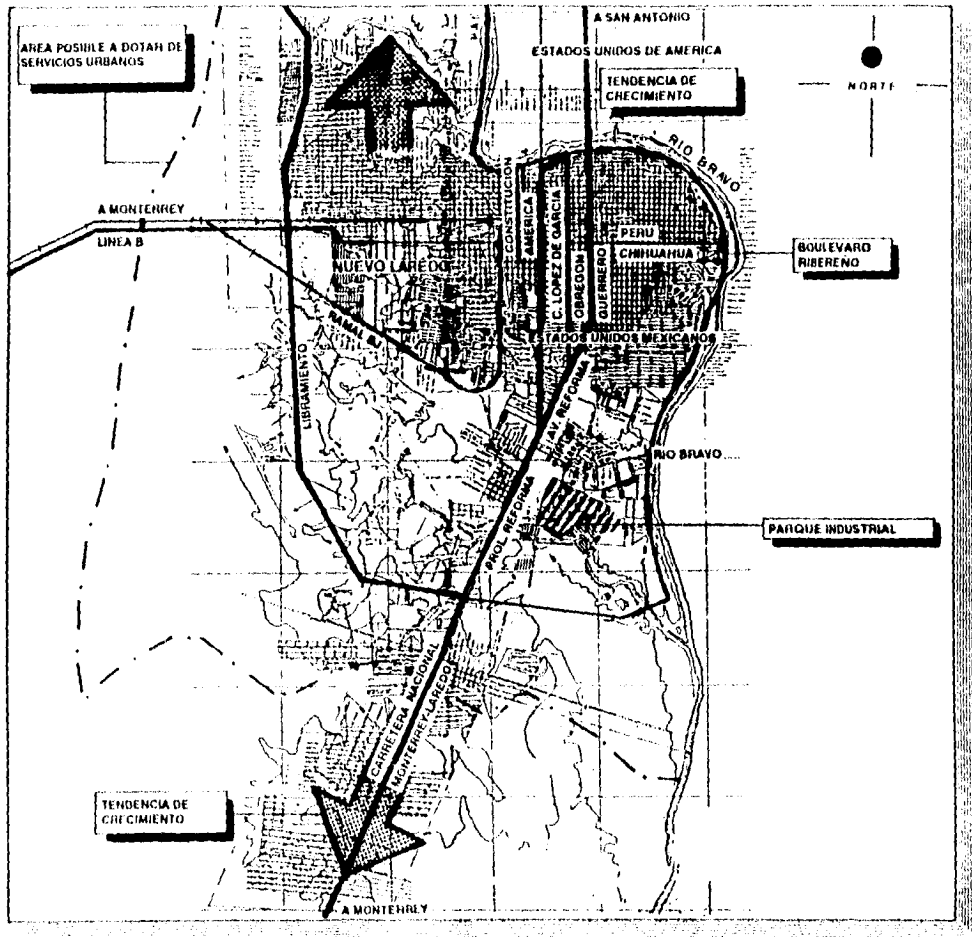 A SAN ANTONIO
AREA POSIBLE A DOTAR DE
SERVICIOS URBANOS
ESTADOS UNIDOS DE AMERICA
TENDENCIA DE
CRECIMIENTO
NORTE
RIO BRAVO
A MONTERREY
LINEA B
CONSTITUCION
AMERICA
C. LOPEZ DE GARCIA
OBREGON
GUERRERO
PERU
CHIHUAHUA
BOULEVARD
RIBEREÑO
NUEVO LAREDO
RAMAL
ESTADOS UNIDOS MEXICANOS
LIBRAMIENTO
AV. REFORMA
RIO BRAVO
PROL. REFORMA
PARQUE INDUSTRIAL
CARRETERA NACIONAL
MONTERREY-LAREDO
TENDENCIA DE
CRECIMIENTO
A MONTERREY